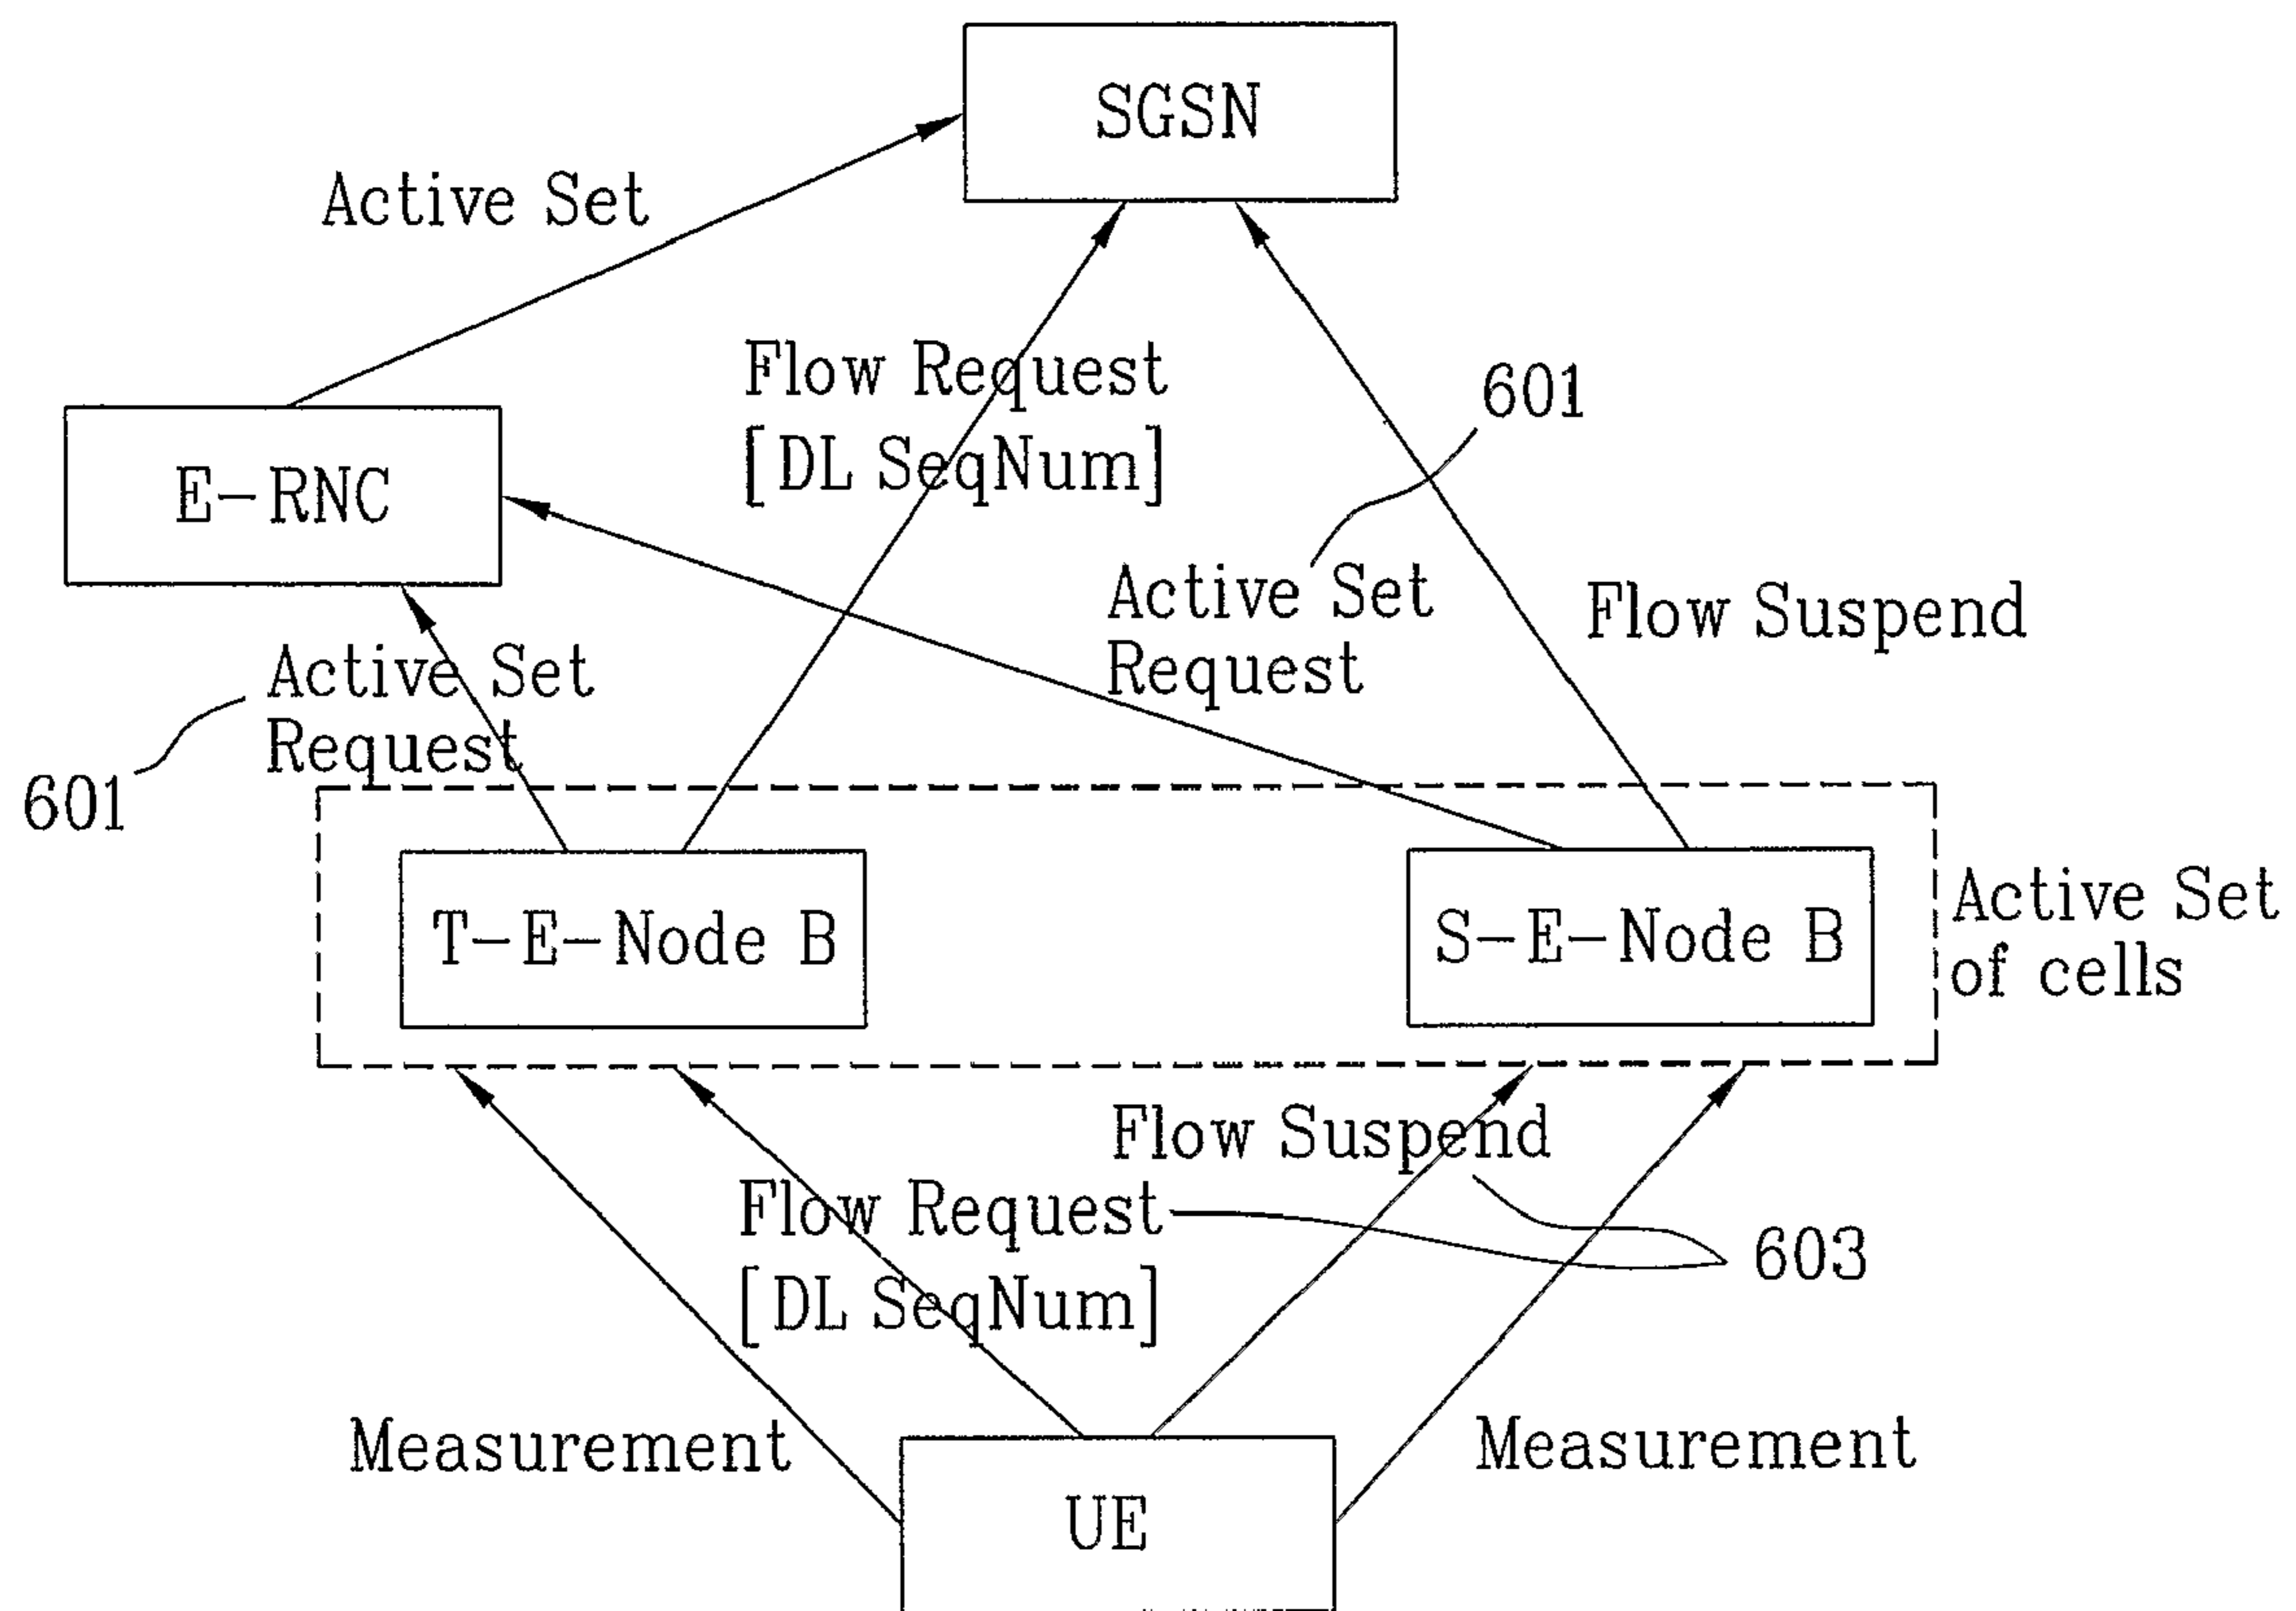 SGSN
Active Set
Flow Request
[DL SeqNum]
601
E-RNC
Active Set
Request
Flow Suspend
Active Set
Request
601
T-E-Node B
S-E-Node B
Active Set
of cells
Flow Suspend
Flow Request
[DL SeqNum]
603
Measurement
Measurement
UE